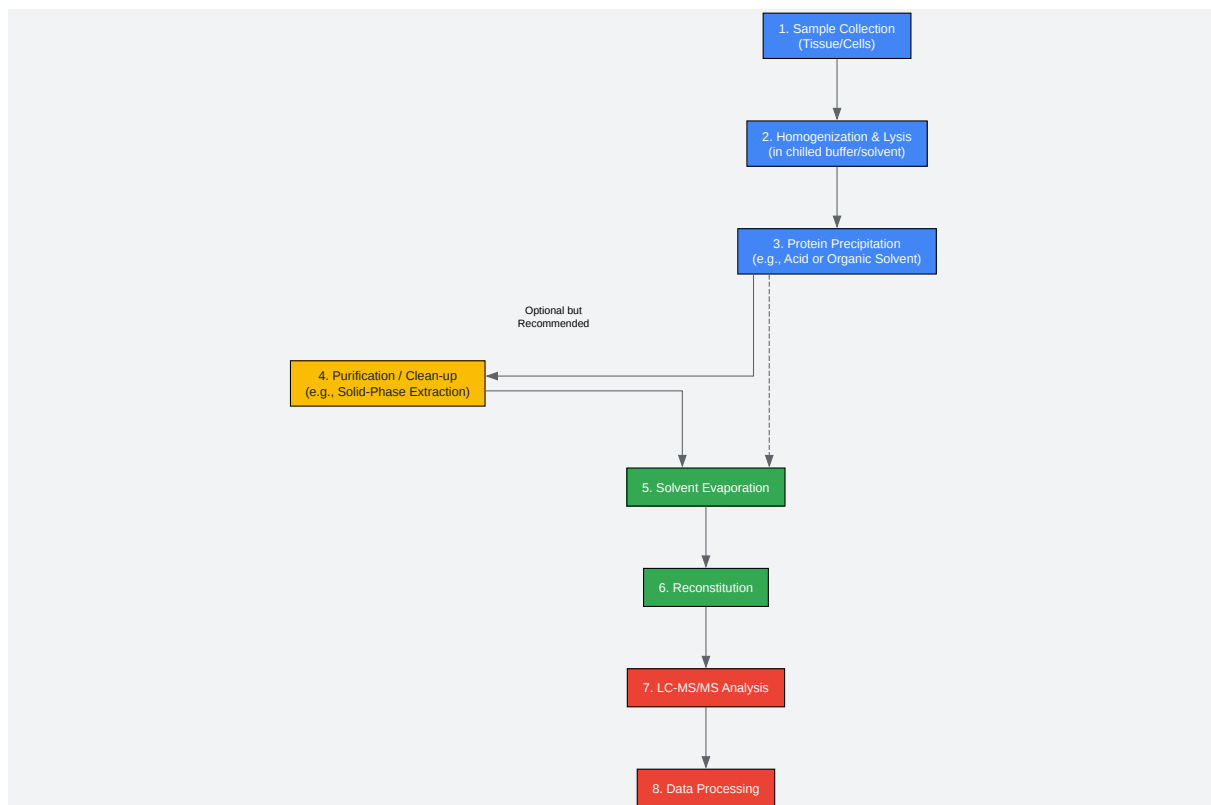 1. Sample Collection
(Tissue/Cells)
2. Homogenization & Lysis
(in chilled buffer/solvent)
3. Protein Precipitation
(e.g., Acid or Organic Solvent)
Optional but
Recommended
4. Purification / Clean-up
(e.g., Solid-Phase Extraction)
5. Solvent Evaporation
6. Reconstitution
7. LC-MS/MS Analysis
8. Data Processing